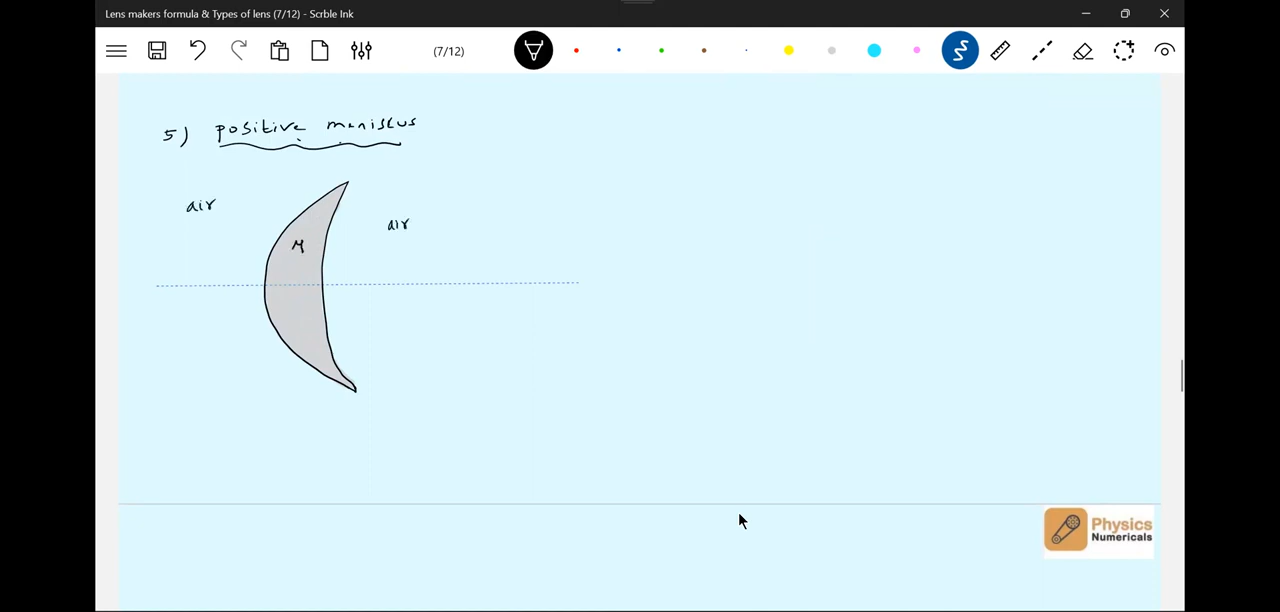 Lens makers formula & Types of lens (7/12) - Scrble Ink
(7/12)
5) positive meniscus
air
air
μ
Physics
Numericals